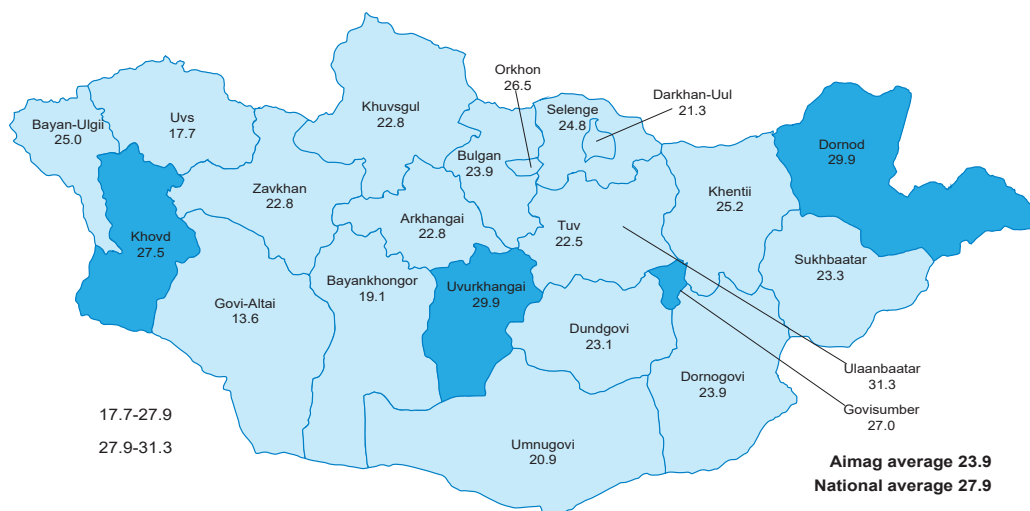 Orkhon
26.5
Darkhan-Uul
21.3
Khuvsgul
22.8
Selenge
24.8
Uvs
17.7
Bayan-Ulgii
25.0
Dornod
29.9
Bulgan
23.9
Zavkhan
22.8
Khentii
25.2
Arkhangai
22.8
Tuv
22.5
Khovd
27.5
Sukhbaatar
23.3
Bayankhongor
19.1
Uvurkhangai
29.9
Govi-Altai
13.6
Dundgovi
23.1
Ulaanbaatar
31.3
Dornogovi
23.9
Govisumber
27.0
17.7-27.9
27.9-31.3
Umnugovi
20.9
Aimag average 23.9
National average 27.9